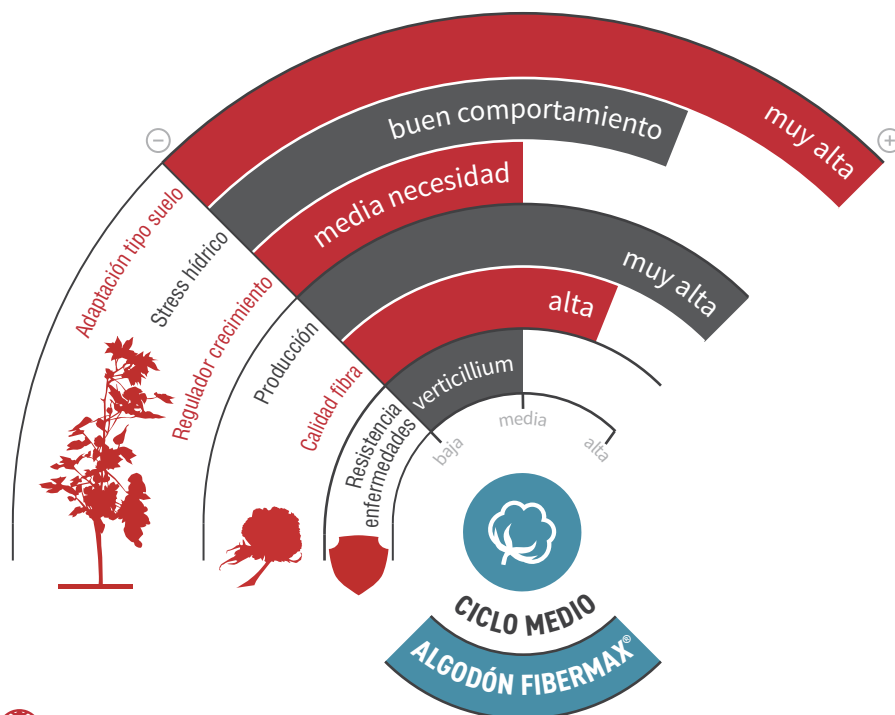 muy alta
buen comportamiento
media necesidad
muy alta
alta
verticillium
Adaptación tipo suelo
Stress hídrico
Regulador crecimiento
Producción
Calidad fibra
Resistencia
enfermedades
baja
media
alta
CICLO MEDIO
ALGODÓN FIBERMAX®